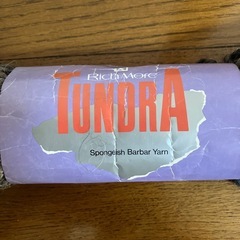 Rich More
TUNDRA
Spongeish Barbar Yarn